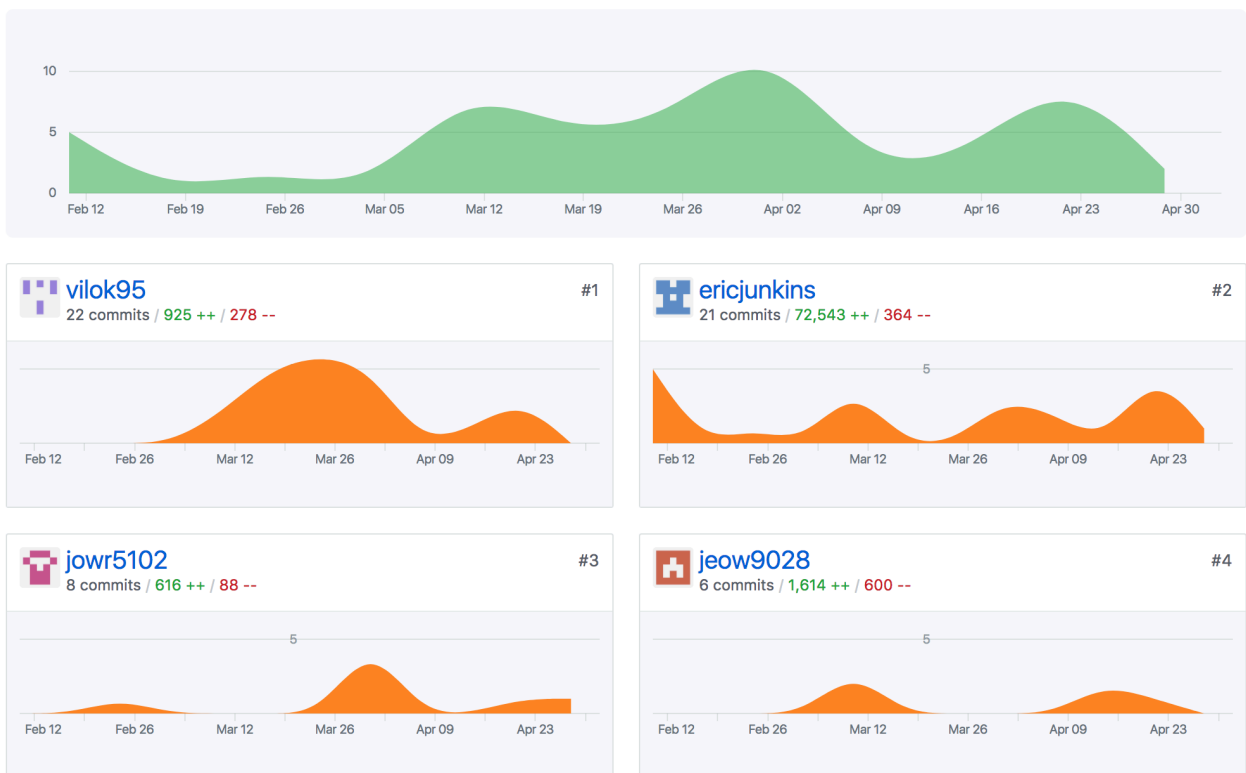 10
5
0
Feb 12 Feb 19 Feb 26 Mar 05 Mar 12 Mar 19 Mar 26 Apr 02 Apr 09 Apr 16 Apr 23 Apr 30
vilok95 #1
22 commits / 925 ++ / 278 --
Feb 12 Feb 26 Mar 12 Mar 26 Apr 09 Apr 23
ericjunkins #2
21 commits / 72,543 ++ / 364 --
5
Feb 12 Feb 26 Mar 12 Mar 26 Apr 09 Apr 23
jowr5102 #3
8 commits / 616 ++ / 88 --
5
Feb 12 Feb 26 Mar 12 Mar 26 Apr 09 Apr 23
jeow9028 #4
6 commits / 1,614 ++ / 600 --
5
Feb 12 Feb 26 Mar 12 Mar 26 Apr 09 Apr 23